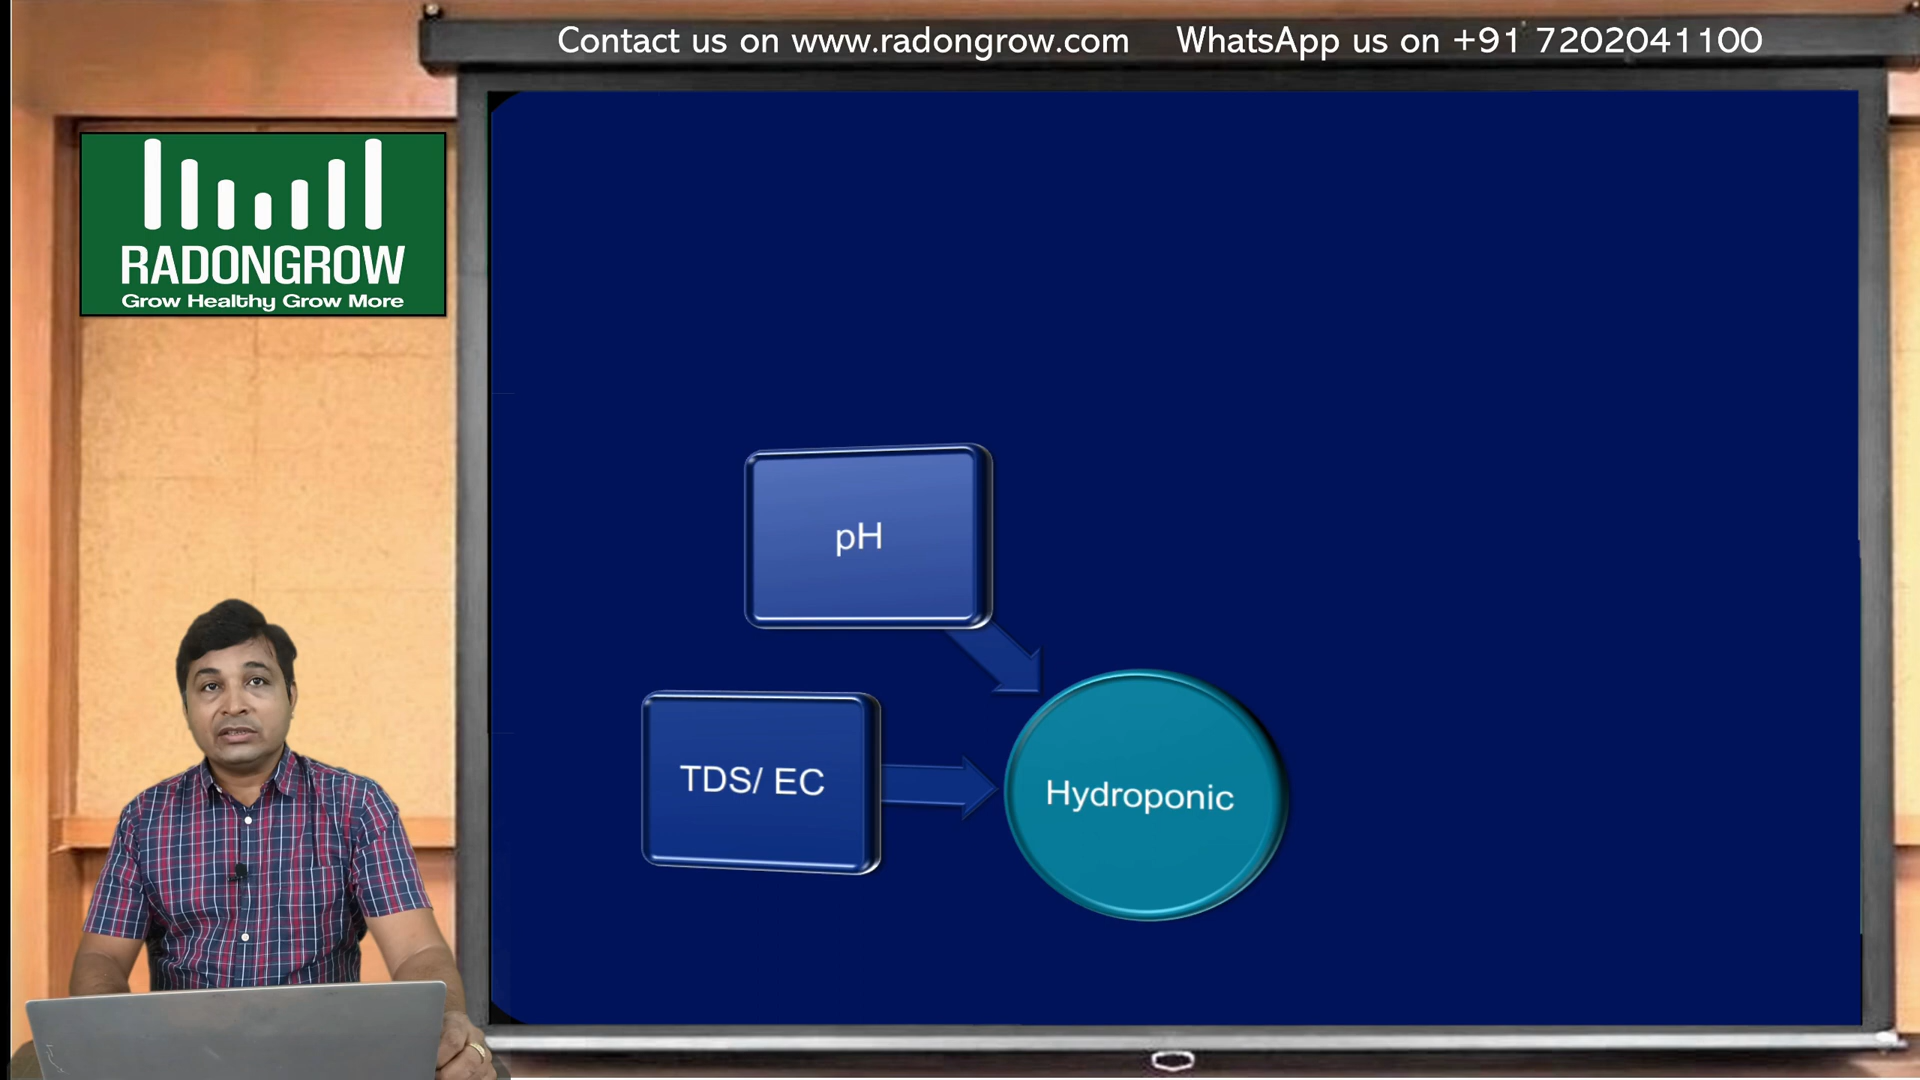 Contact us on www.radongrow.com WhatsApp us on +91 7202041100
RADONGROW
Grow Healthy Grow More
pH
TDS/ EC
Hydroponic